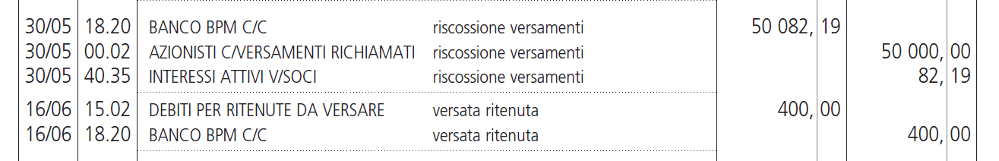 30/05 18.20 BANCO BPM C/C riscossione versamenti 50 082, 19
30/05 00.02 AZIONISTI C/VERSAMENTI RICHIAMATI riscossione versamenti 50 000, 00
30/05 40.35 INTERESSI ATTIVI V/SOCI riscossione versamenti 82, 19
16/06 15.02 DEBITI PER RITENUTE DA VERSARE versata ritenuta 400, 00
16/06 18.20 BANCO BPM C/C versata ritenuta 400, 00